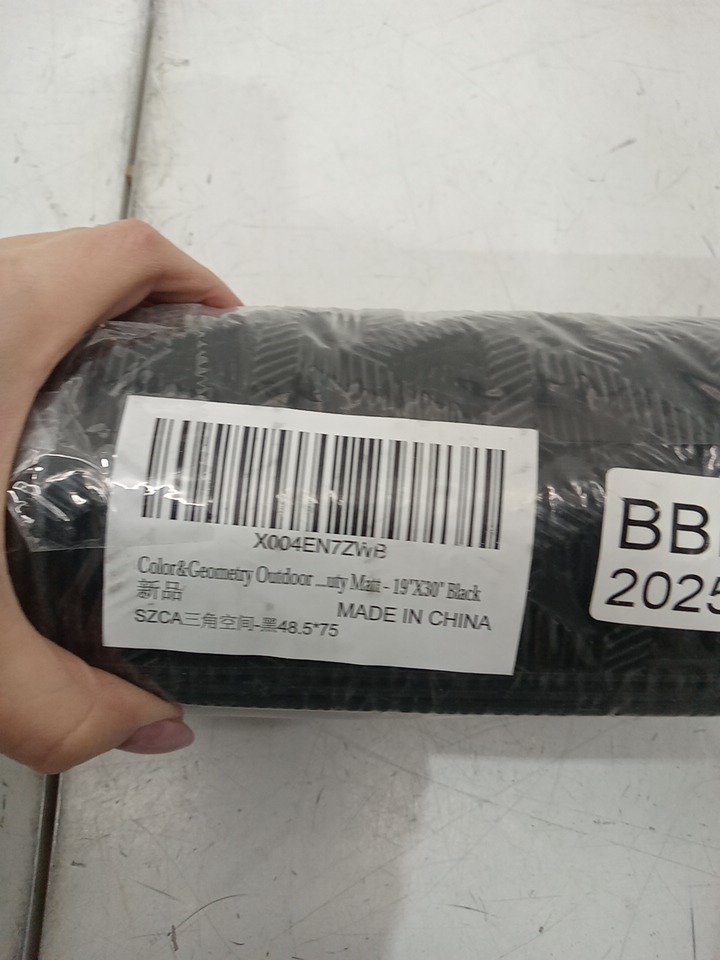 X004EN7ZWB
Color&Geometry Outdoor ...uty Matt - 19"X30" Black
新品
MADE IN CHINA
SZCA三角空间-黑48.5*75
BB
2025